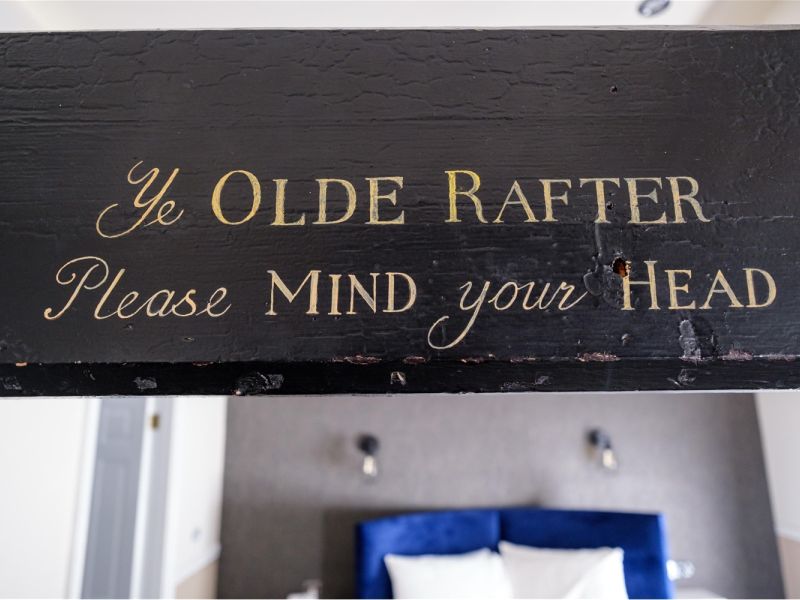 Ye OLDE RAFTER
Please MIND your HEAD